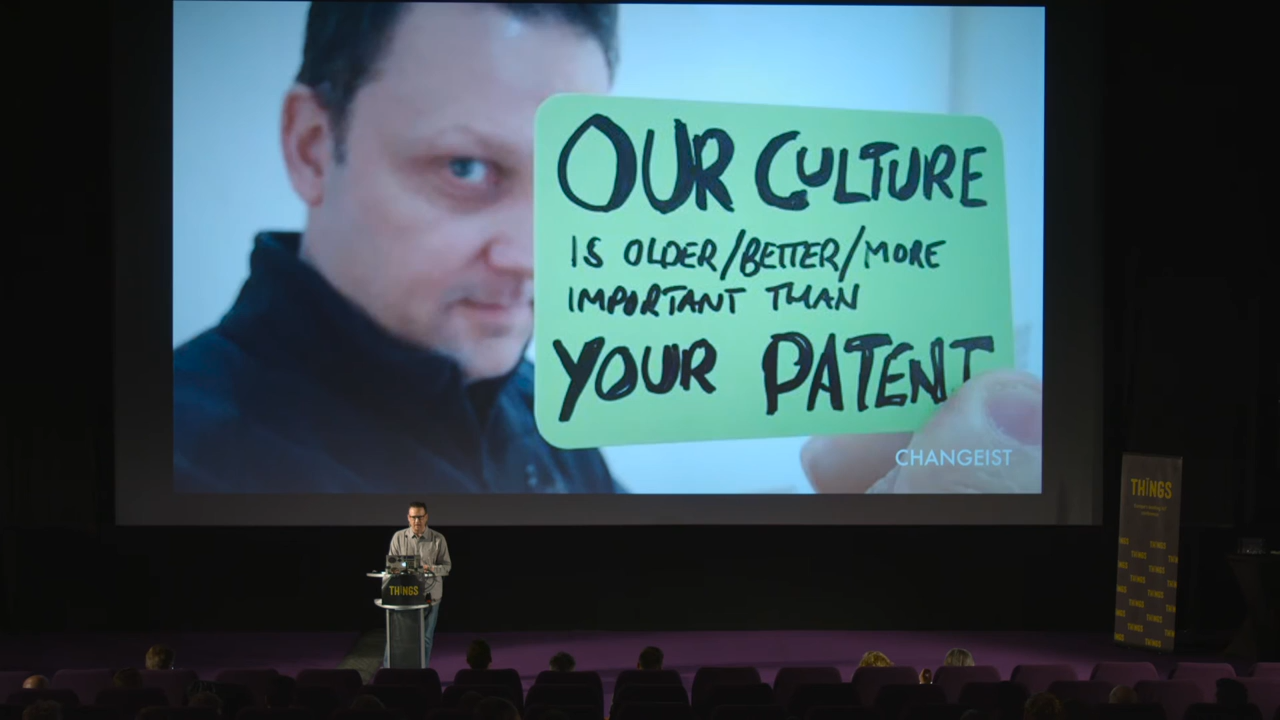 OUR CULTURE
IS OLDER/BETTER/MORE
IMPORTANT THAN
YOUR PATENT
CHANGEIST
THINGS
THINGS